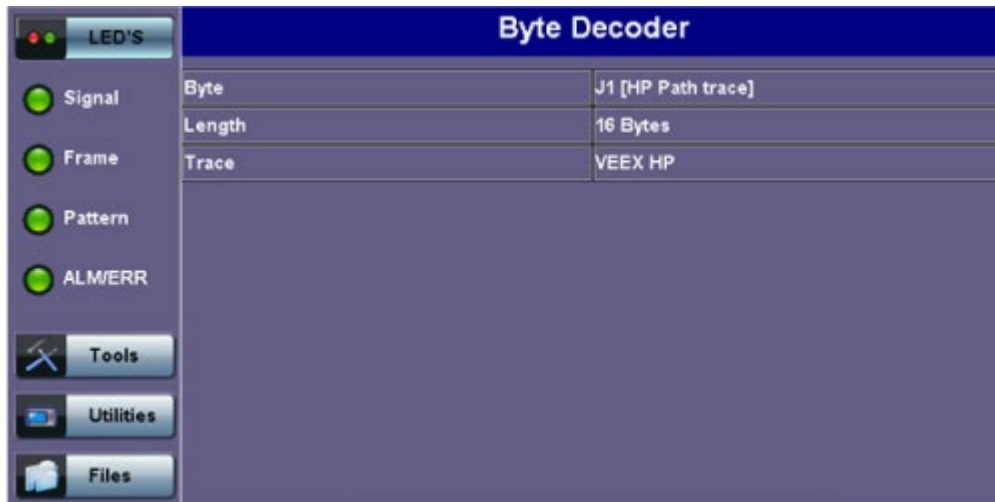 LED'S
Byte Decoder
Signal
Frame
Pattern
ALM/ERR
Tools
Utilities
Files
Byte J1 [HP Path trace]
Length 16 Bytes
Trace VEEX HP